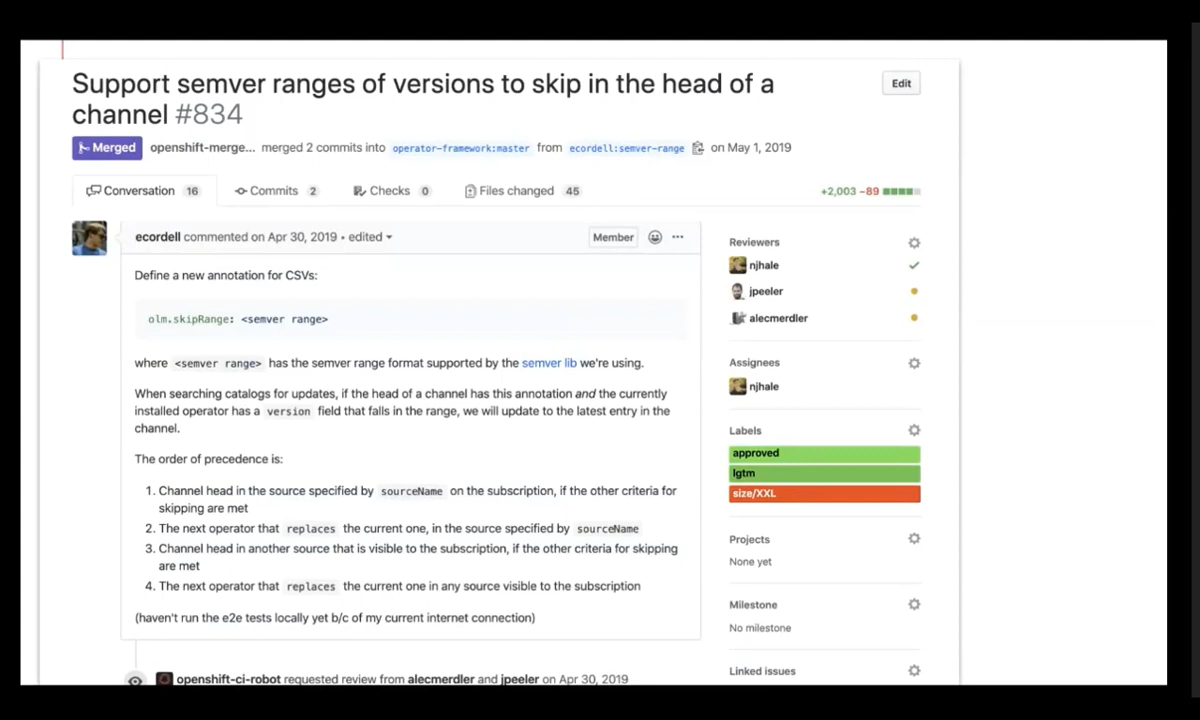 Support semver ranges of versions to skip in the head of a
channel #834
Edit
Merged openshift-merge... merged 2 commits into operator-framework:master from ecordell:semver-range on May 1, 2019
Conversation 16 Commits 2 Checks 0 Files changed 45 +2,003 −89
ecordell commented on Apr 30, 2019 • edited Member
Define a new annotation for CSVs:
olm.skipRange: <semver range>
where <semver range> has the semver range format supported by the semver lib we're using.
When searching catalogs for updates, if the head of a channel has this annotation and the currently
installed operator has a version field that falls in the range, we will update to the latest entry in the
channel.
The order of precedence is:
1. Channel head in the source specified by sourceName on the subscription, if the other criteria for
skipping are met
2. The next operator that replaces the current one, in the source specified by sourceName
3. Channel head in another source that is visible to the subscription, if the other criteria for skipping
are met
4. The next operator that replaces the current one in any source visible to the subscription
(haven't run the e2e tests locally yet b/c of my current internet connection)
openshift-ci-robot requested review from alecmerdler and jpeeler on Apr 30, 2019
Reviewers
njhale
jpeeler
alecmerdler
Assignees
njhale
Labels
approved
lgtm
size/XXL
Projects
None yet
Milestone
No milestone
Linked issues